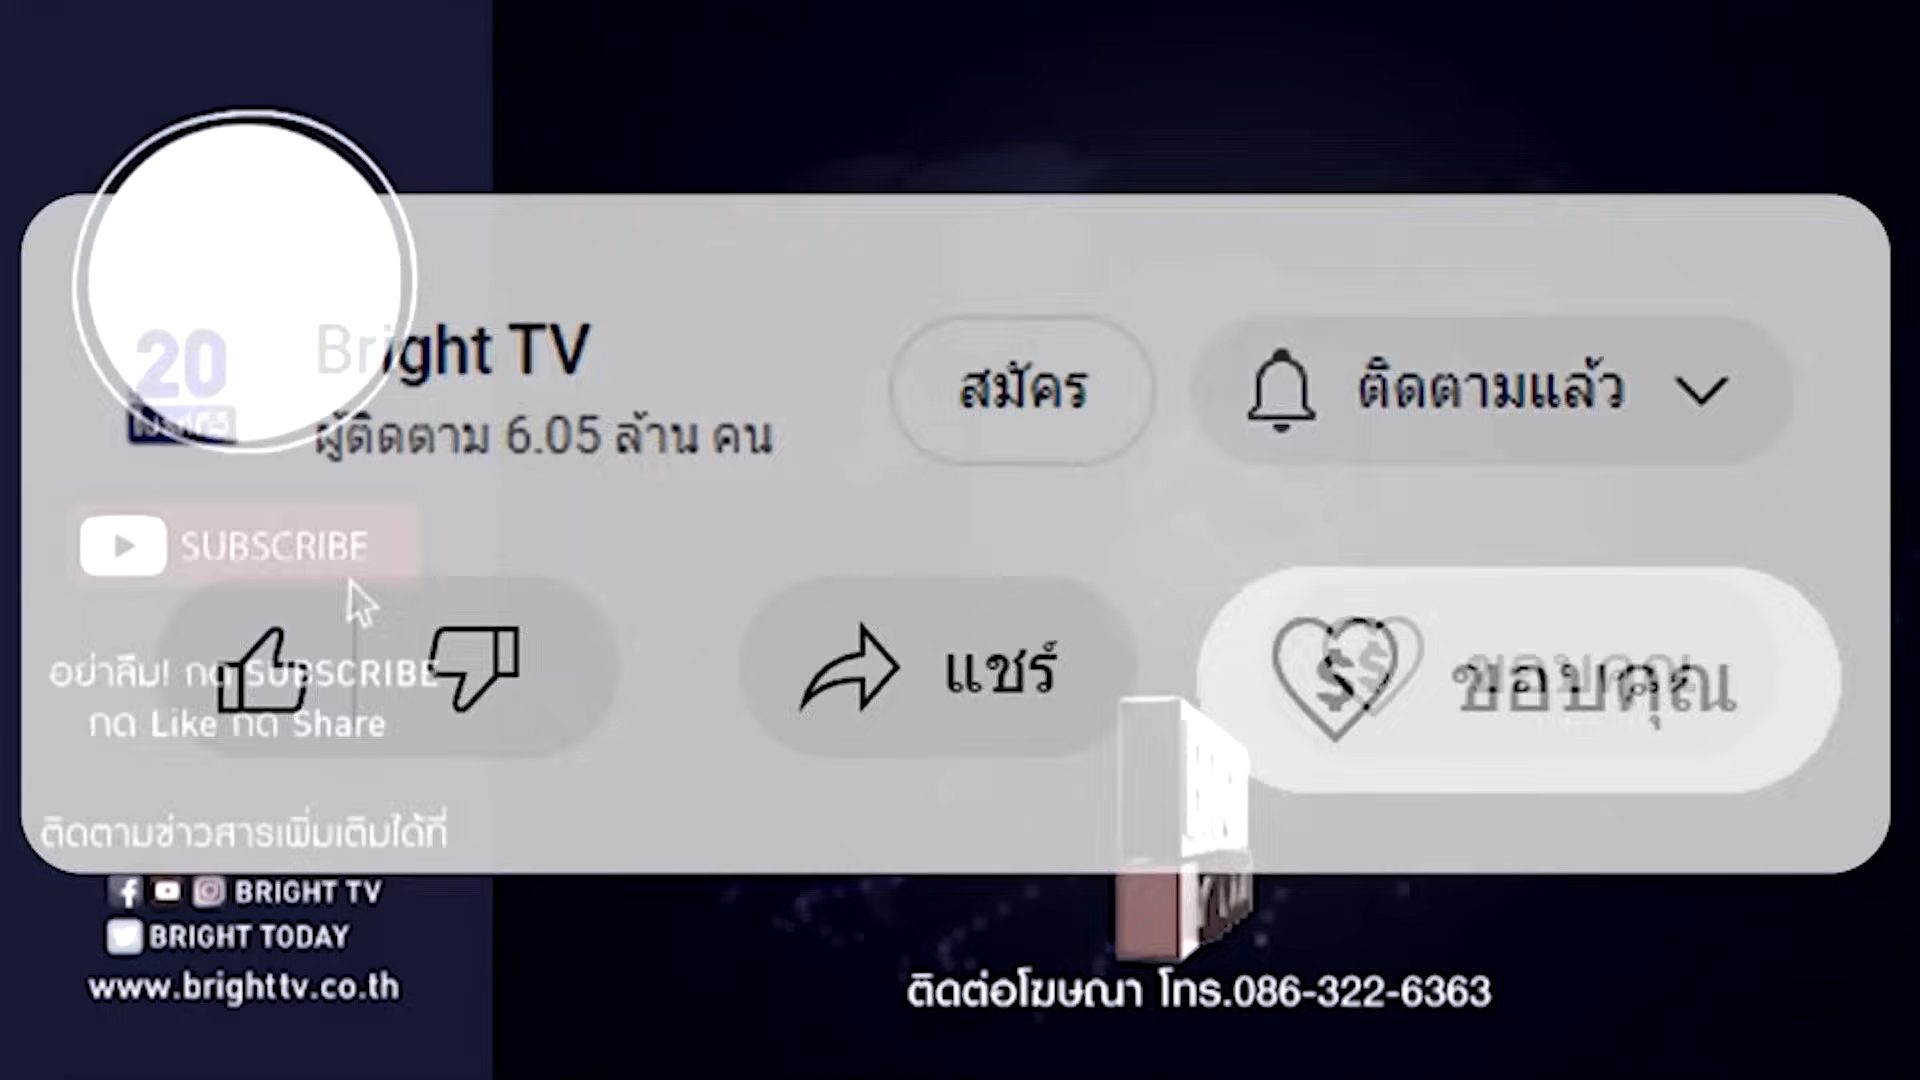 20
Bright TV
ผู้ติดตาม 6.05 ล้าน คน
สมัคร
ติดตามแล้ว
SUBSCRIBE
อย่าลืม! กด SUBSCRIBE
กด Like กด Share
แชร์
ขอบคุณ
ติดตามข่าวสารเพิ่มเติมได้ที่
BRIGHT TV
BRIGHT TODAY
www.brighttv.co.th
ติดต่อโฆษณา โทร.086-322-6363